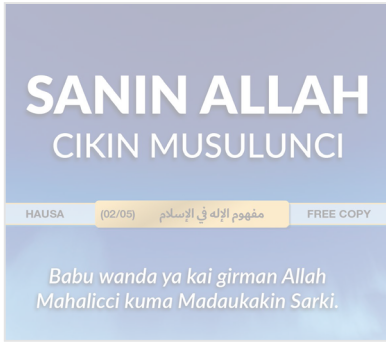 SANIN ALLAH
CIKIN MUSULUNCI
HAUSA (02/05) مفهوم الإله في الإسلام FREE COPY
Babu wanda ya kai girman Allah
Mahalicci kuma Madaukakin Sarki.